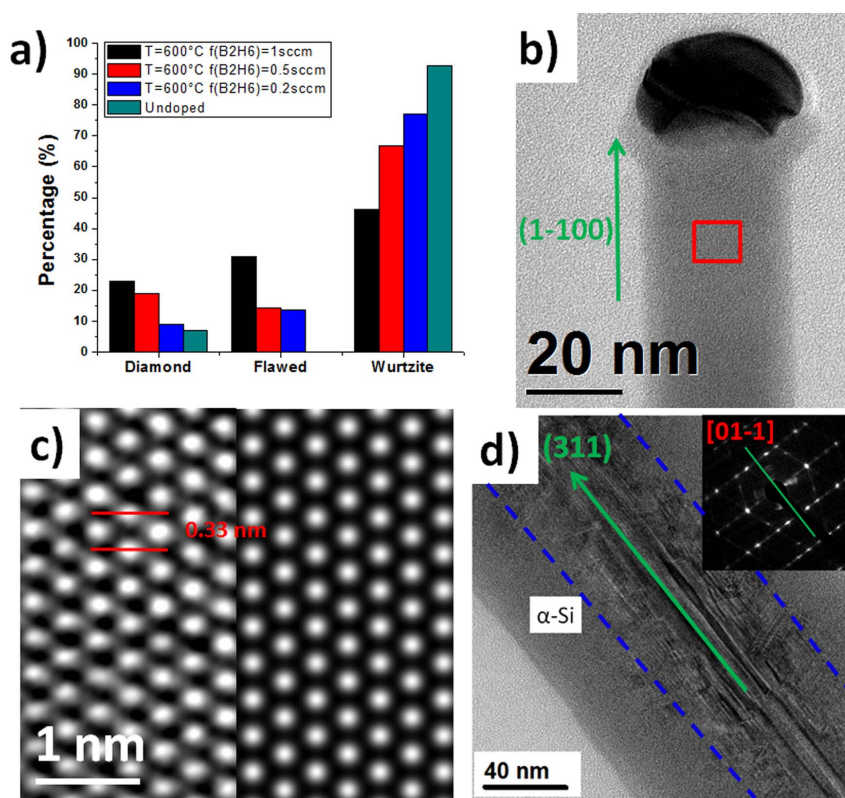 a)
T=600°C f(B2H6)=1sccm
T=600°C f(B2H6)=0.5sccm
T=600°C f(B2H6)=0.2sccm
Undoped
100
90
80
70
60
50
40
30
20
10
0
Percentage (%)
Diamond Flawed Wurtzite
b)
(1-100)
20 nm
c)
0.33 nm
1 nm
d)
(311)
[01-1]
α-Si
40 nm